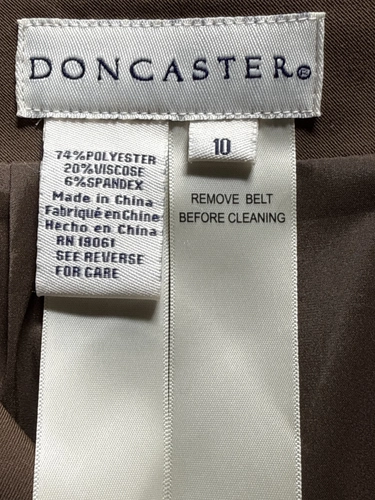 DONCASTER®
10
74%POLYESTER
20%VISCOSE
6%SPANDEX
Made in China
Fabriqué en Chine
Hecho en China
RN 19061
SEE REVERSE
FOR CARE
REMOVE BELT
BEFORE CLEANING